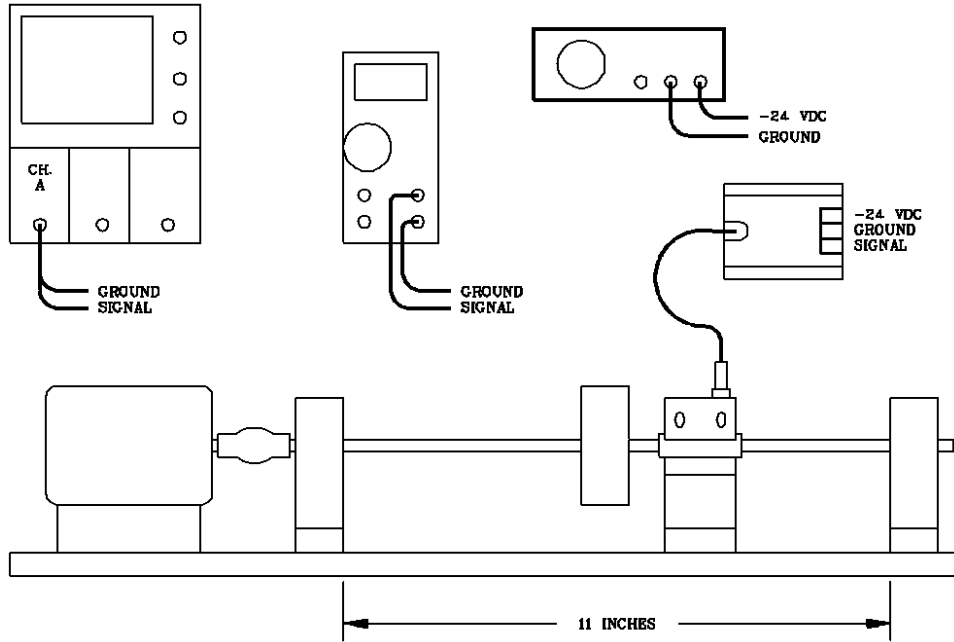 CH.
A
GROUND
SIGNAL
GROUND
SIGNAL
-24 VDC
GROUND
-24 VDC
GROUND
SIGNAL
11 INCHES